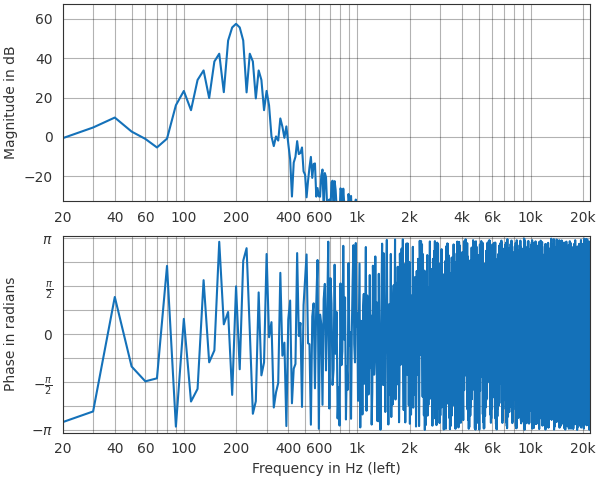 Magnitude in dB
60
40
20
0
−20
20 40 60 100 200 400 600 1k 2k 4k 6k 10k 20k
Phase in radians
π
π/2
0
−π/2
−π
20 40 60 100 200 400 600 1k 2k 4k 6k 10k 20k
Frequency in Hz (left)